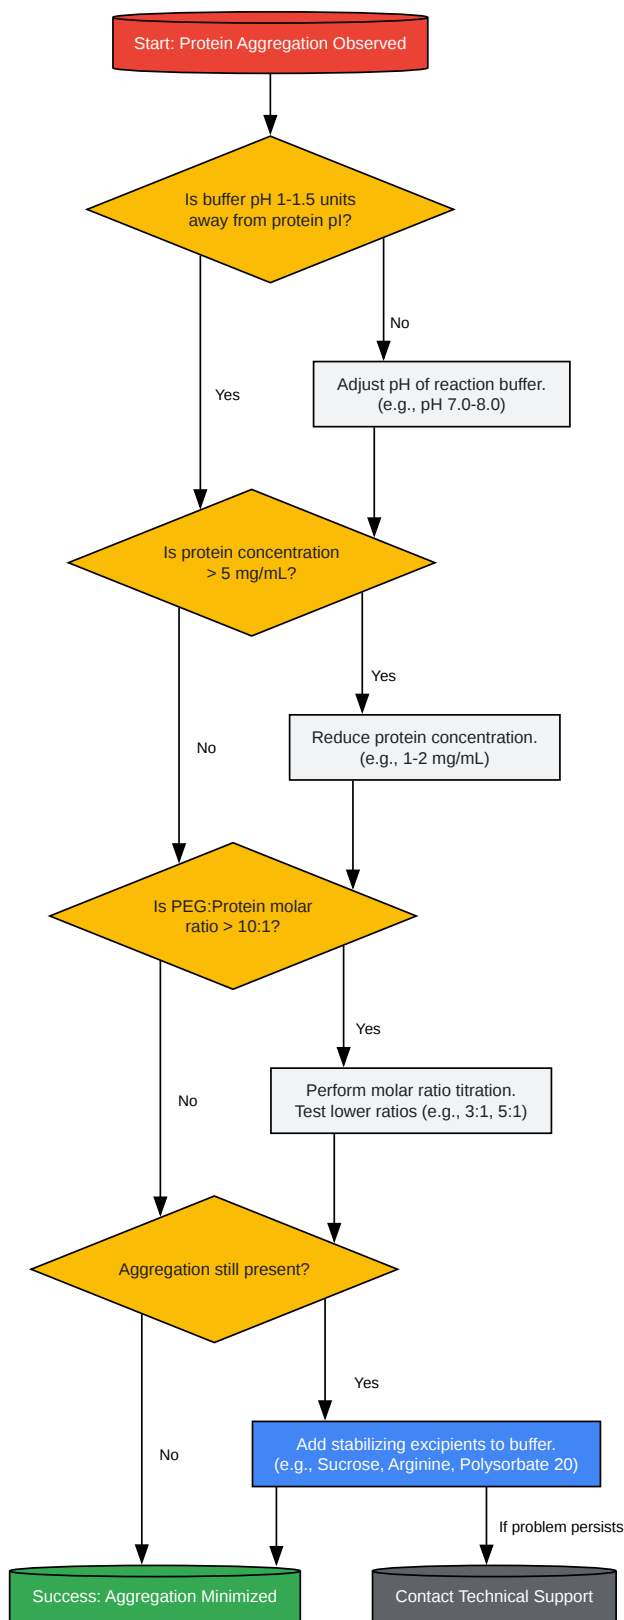 Start: Protein Aggregation Observed
Is buffer pH 1-1.5 units
away from protein pI?
No
Adjust pH of reaction buffer.
(e.g., pH 7.0-8.0)
Yes
Is protein concentration
> 5 mg/mL?
Yes
Reduce protein concentration.
(e.g., 1-2 mg/mL)
No
Is PEG:Protein molar
ratio > 10:1?
Yes
Perform molar ratio titration.
Test lower ratios (e.g., 3:1, 5:1)
No
Aggregation still present?
Yes
Add stabilizing excipients to buffer.
(e.g., Sucrose, Arginine, Polysorbate 20)
No
If problem persists
Success: Aggregation Minimized
Contact Technical Support